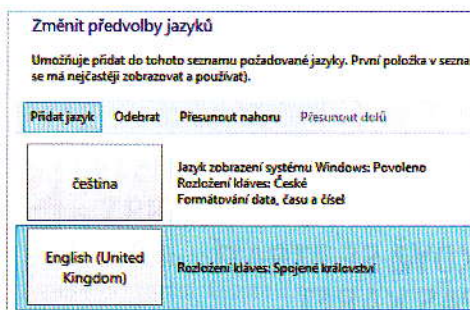 Změnit předvolby jazyků
Umožňuje přidat do tohoto seznamu požadované jazyky. První položka v sezna
se má nejčastěji zobrazovat a používat).
Přidat jazyk Odebrat Přesunout nahoru Přesunout dolů
čeština
Jazyk zobrazení systému Windows: Povoleno
Rozložení kláves: České
Formátování data, času a čísel
English (United
Kingdom)
Rozložení kláves: Spojené království